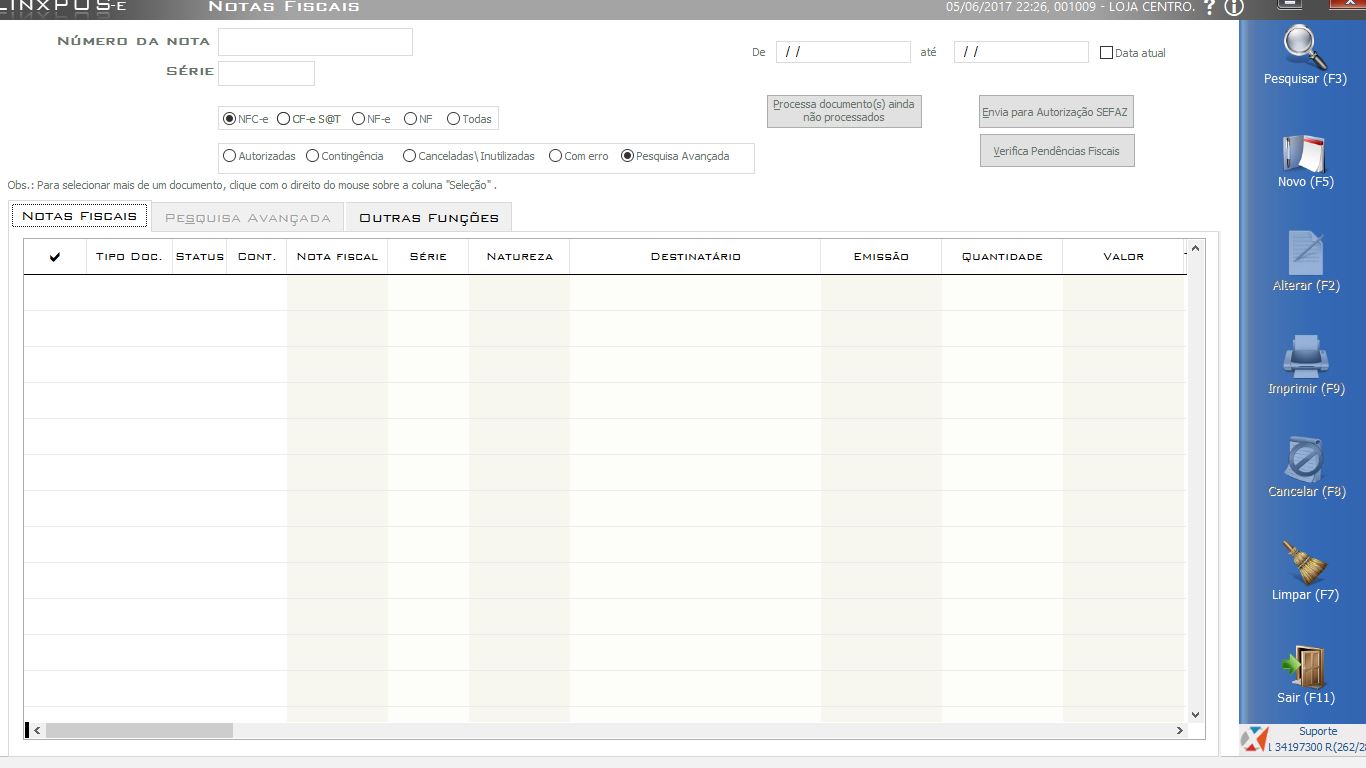 LINXPOS-E NOTAS FISCAIS 05/06/2017 22:26, 001009 - LOJA CENTRO. ?
NÚMERO DA NOTA
De / / até / / Data atual
SÉRIE
Processa documento(s) ainda não processados
Envia para Autorização SEFAZ
NFC-e CF-e S@T NF-e NF Todas
Verifica Pendências Fiscais
Autorizadas Contingência Canceladas\Inutilizadas Com erro Pesquisa Avançada
Obs.: Para selecionar mais de um documento, clique com o direito do mouse sobre a coluna "Seleção" .
NOTAS FISCAIS PESQUISA AVANÇADA OUTRAS FUNÇÕES
TIPO DOC. STATUS CONT. NOTA FISCAL SÉRIE NATUREZA DESTINATÁRIO EMISSÃO QUANTIDADE VALOR
Pesquisar (F3)
Novo (F5)
Alterar (F2)
Imprimir (F9)
Cancelar (F8)
Limpar (F7)
Sair (F11)
Suporte
34197300 R(262/28